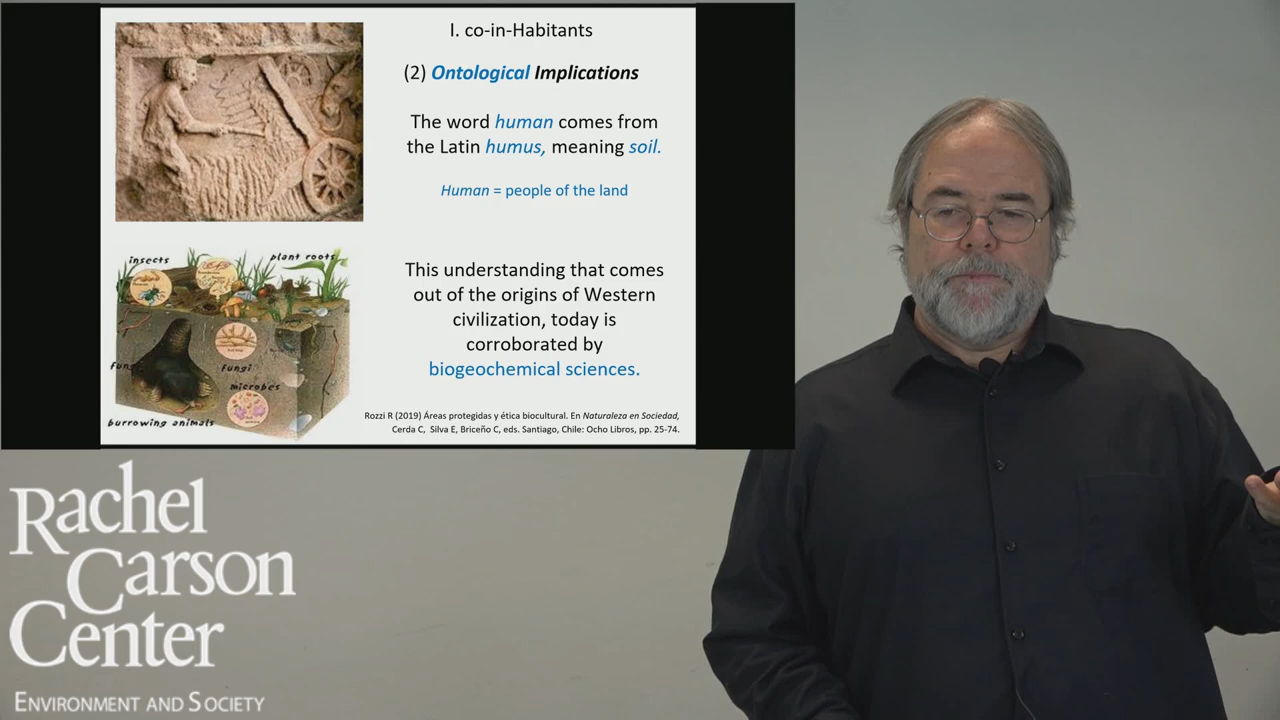 I. co-in-Habitants
(2) Ontological Implications
The word human comes from
the Latin humus, meaning soil.
Human = people of the land
This understanding that comes
out of the origins of Western
civilization, today is
corroborated by
biogeochemical sciences.
Rozzi R (2019) Áreas protegidas y ética biocultural. En Naturaleza en Sociedad,
Cerda C, Silva E, Briceño C, eds. Santiago, Chile: Ocho Libros, pp. 25-74.
insects
plant roots
fungi
microbes
burrowing animals
Rachel
Carson
Center
ENVIRONMENT AND SOCIETY